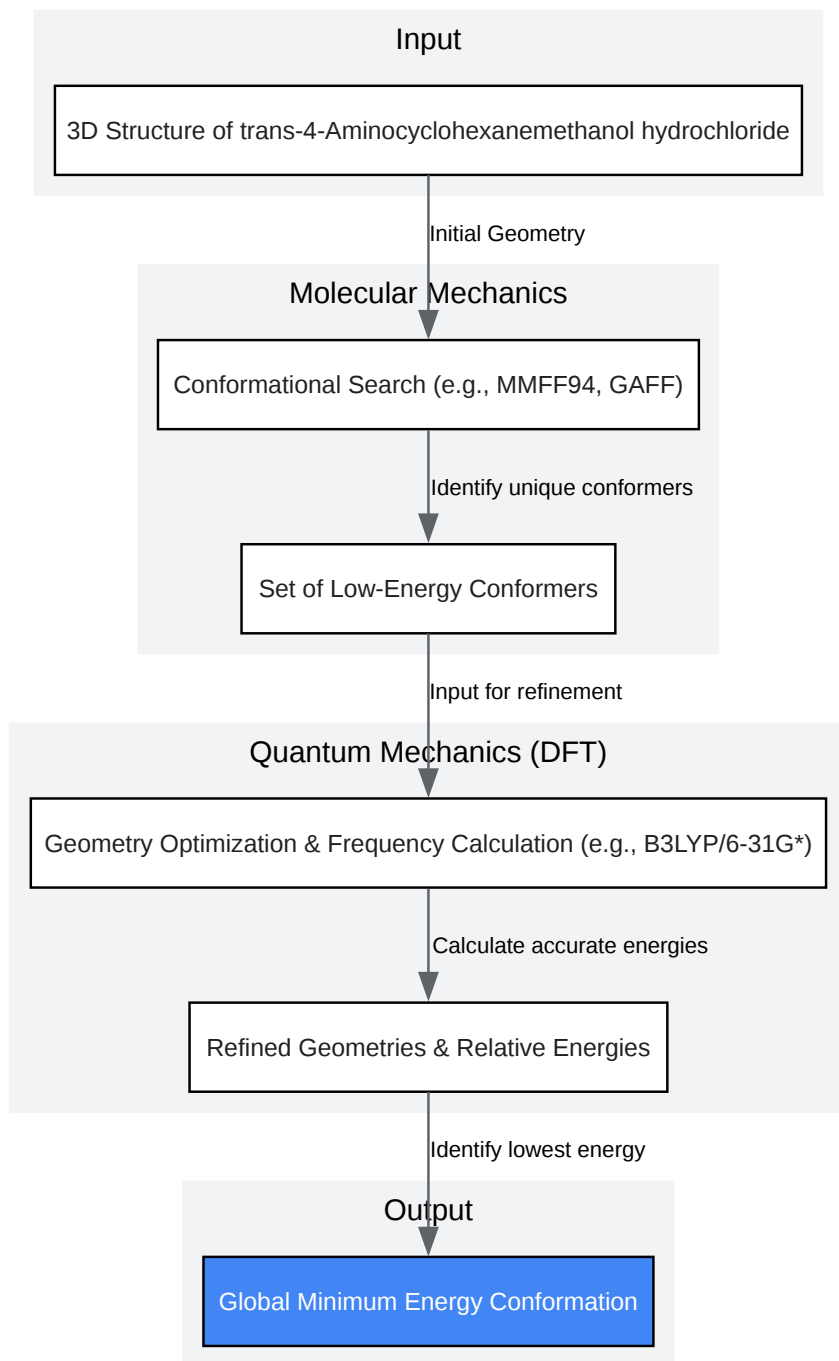 Input
3D Structure of trans-4-Aminocyclohexanemethanol hydrochloride
Initial Geometry
Molecular Mechanics
Conformational Search (e.g., MMFF94, GAFF)
Identify unique conformers
Set of Low-Energy Conformers
Input for refinement
Quantum Mechanics (DFT)
Geometry Optimization & Frequency Calculation (e.g., B3LYP/6-31G*)
Calculate accurate energies
Refined Geometries & Relative Energies
Identify lowest energy
Output
Global Minimum Energy Conformation